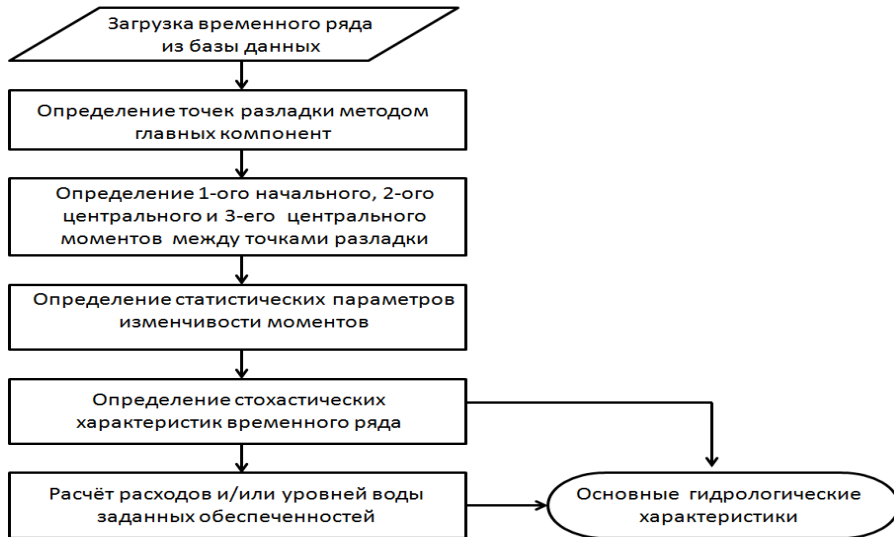 Загрузка временного ряда
из базы данных
Определение точек разладки методом
главных компонент
Определение 1-ого начального, 2-ого
центрального и 3-его центрального
моментов между точками разладки
Определение статистических параметров
изменчивости моментов
Определение стохастических
характеристик временного ряда
Расчёт расходов и/или уровней воды
заданных обеспеченностей
Основные гидрологические
характеристики